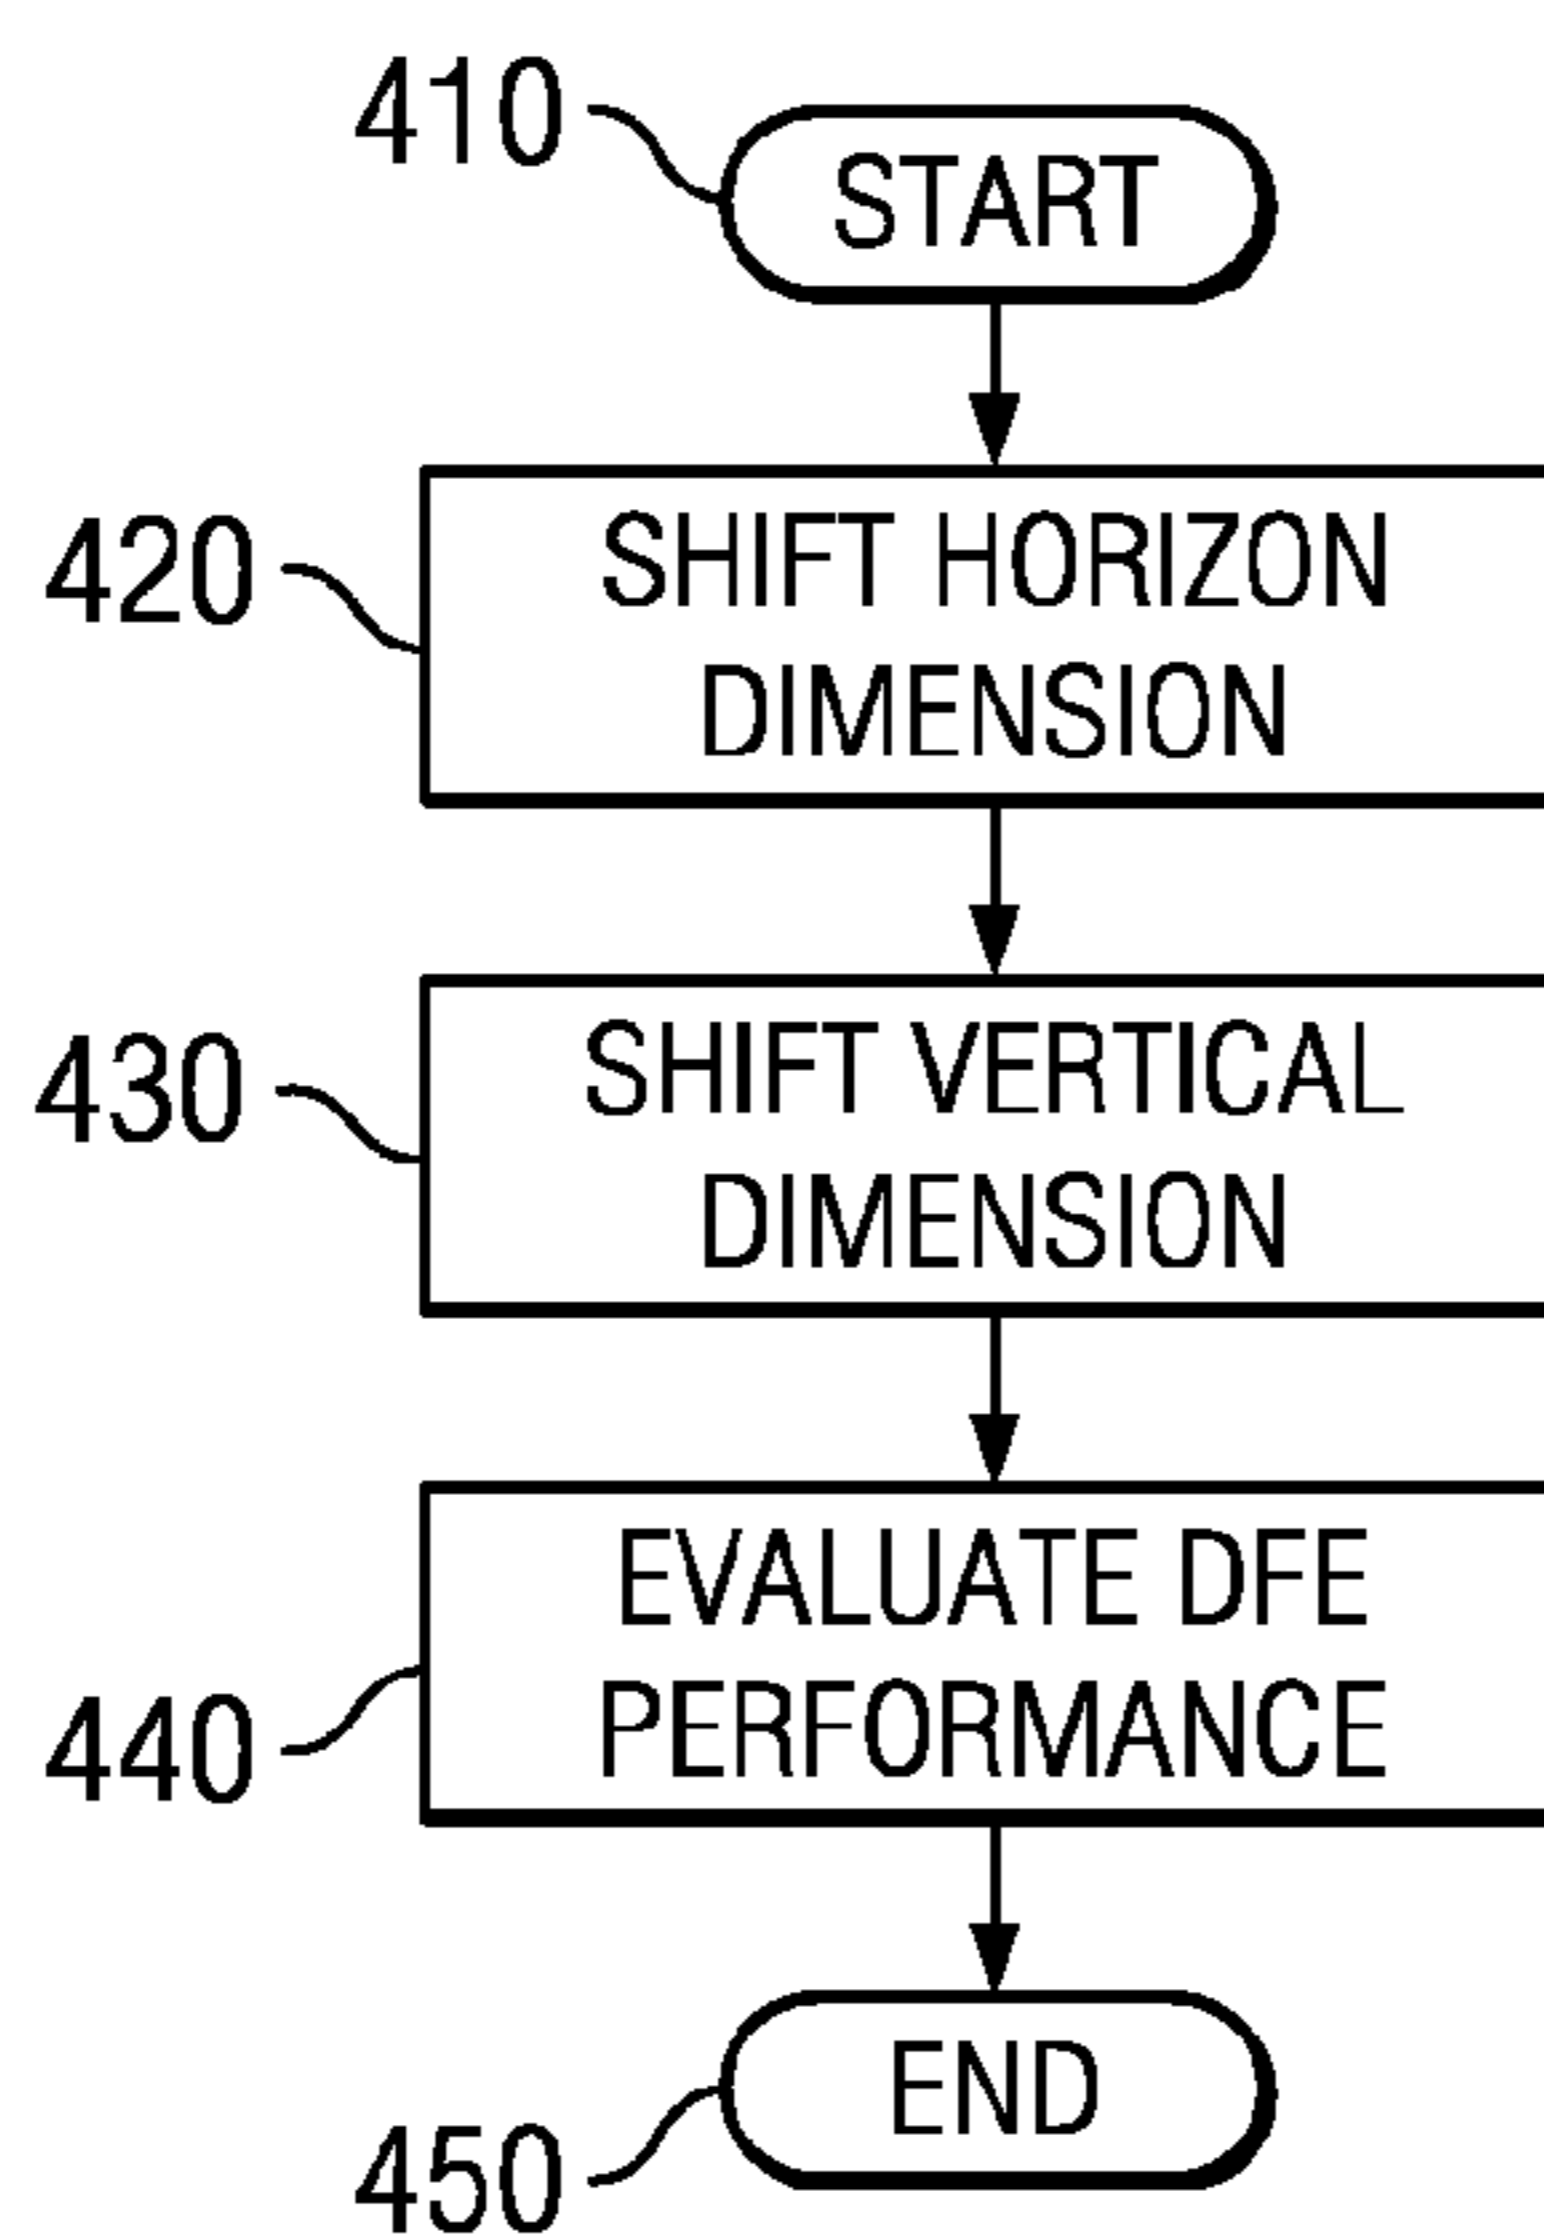 410
START
420
SHIFT HORIZON
DIMENSION
430
SHIFT VERTICAL
DIMENSION
EVALUATE DFE
440
PERFORMANCE
END
450